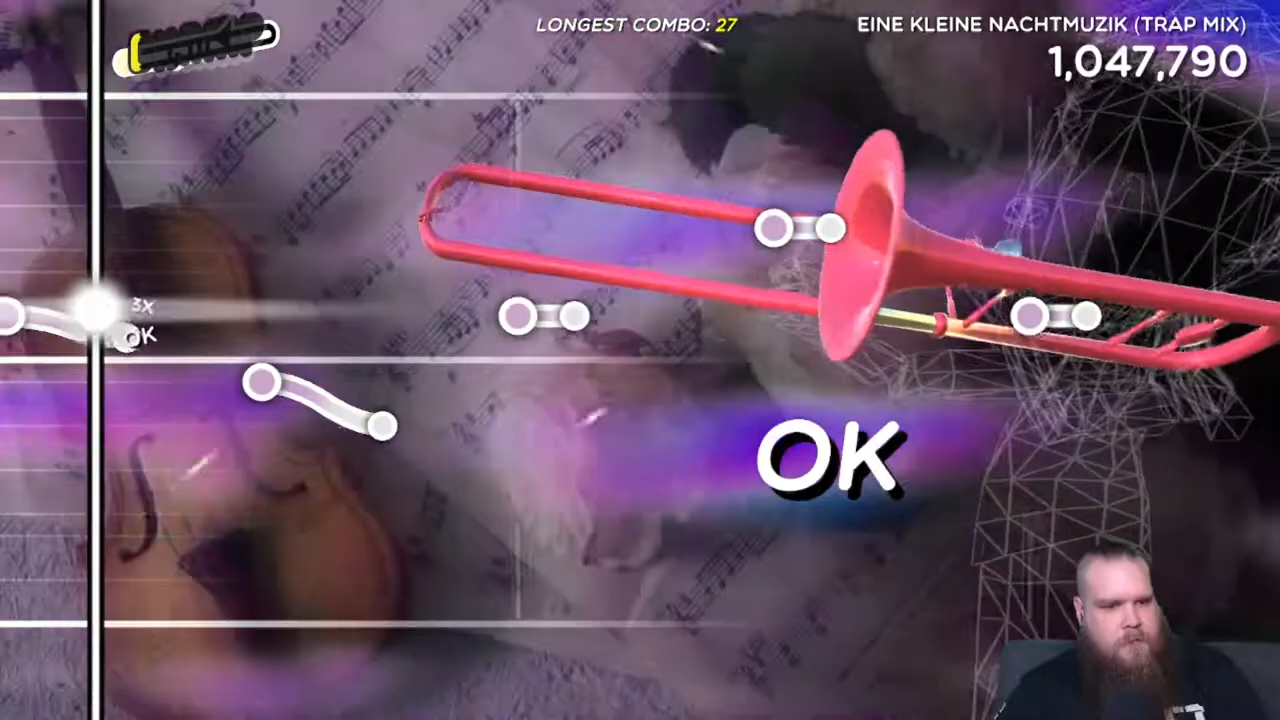 LONGEST COMBO: 27
EINE KLEINE NACHTMUZIK (TRAP MIX)
1,047,790
3X
OK
OK